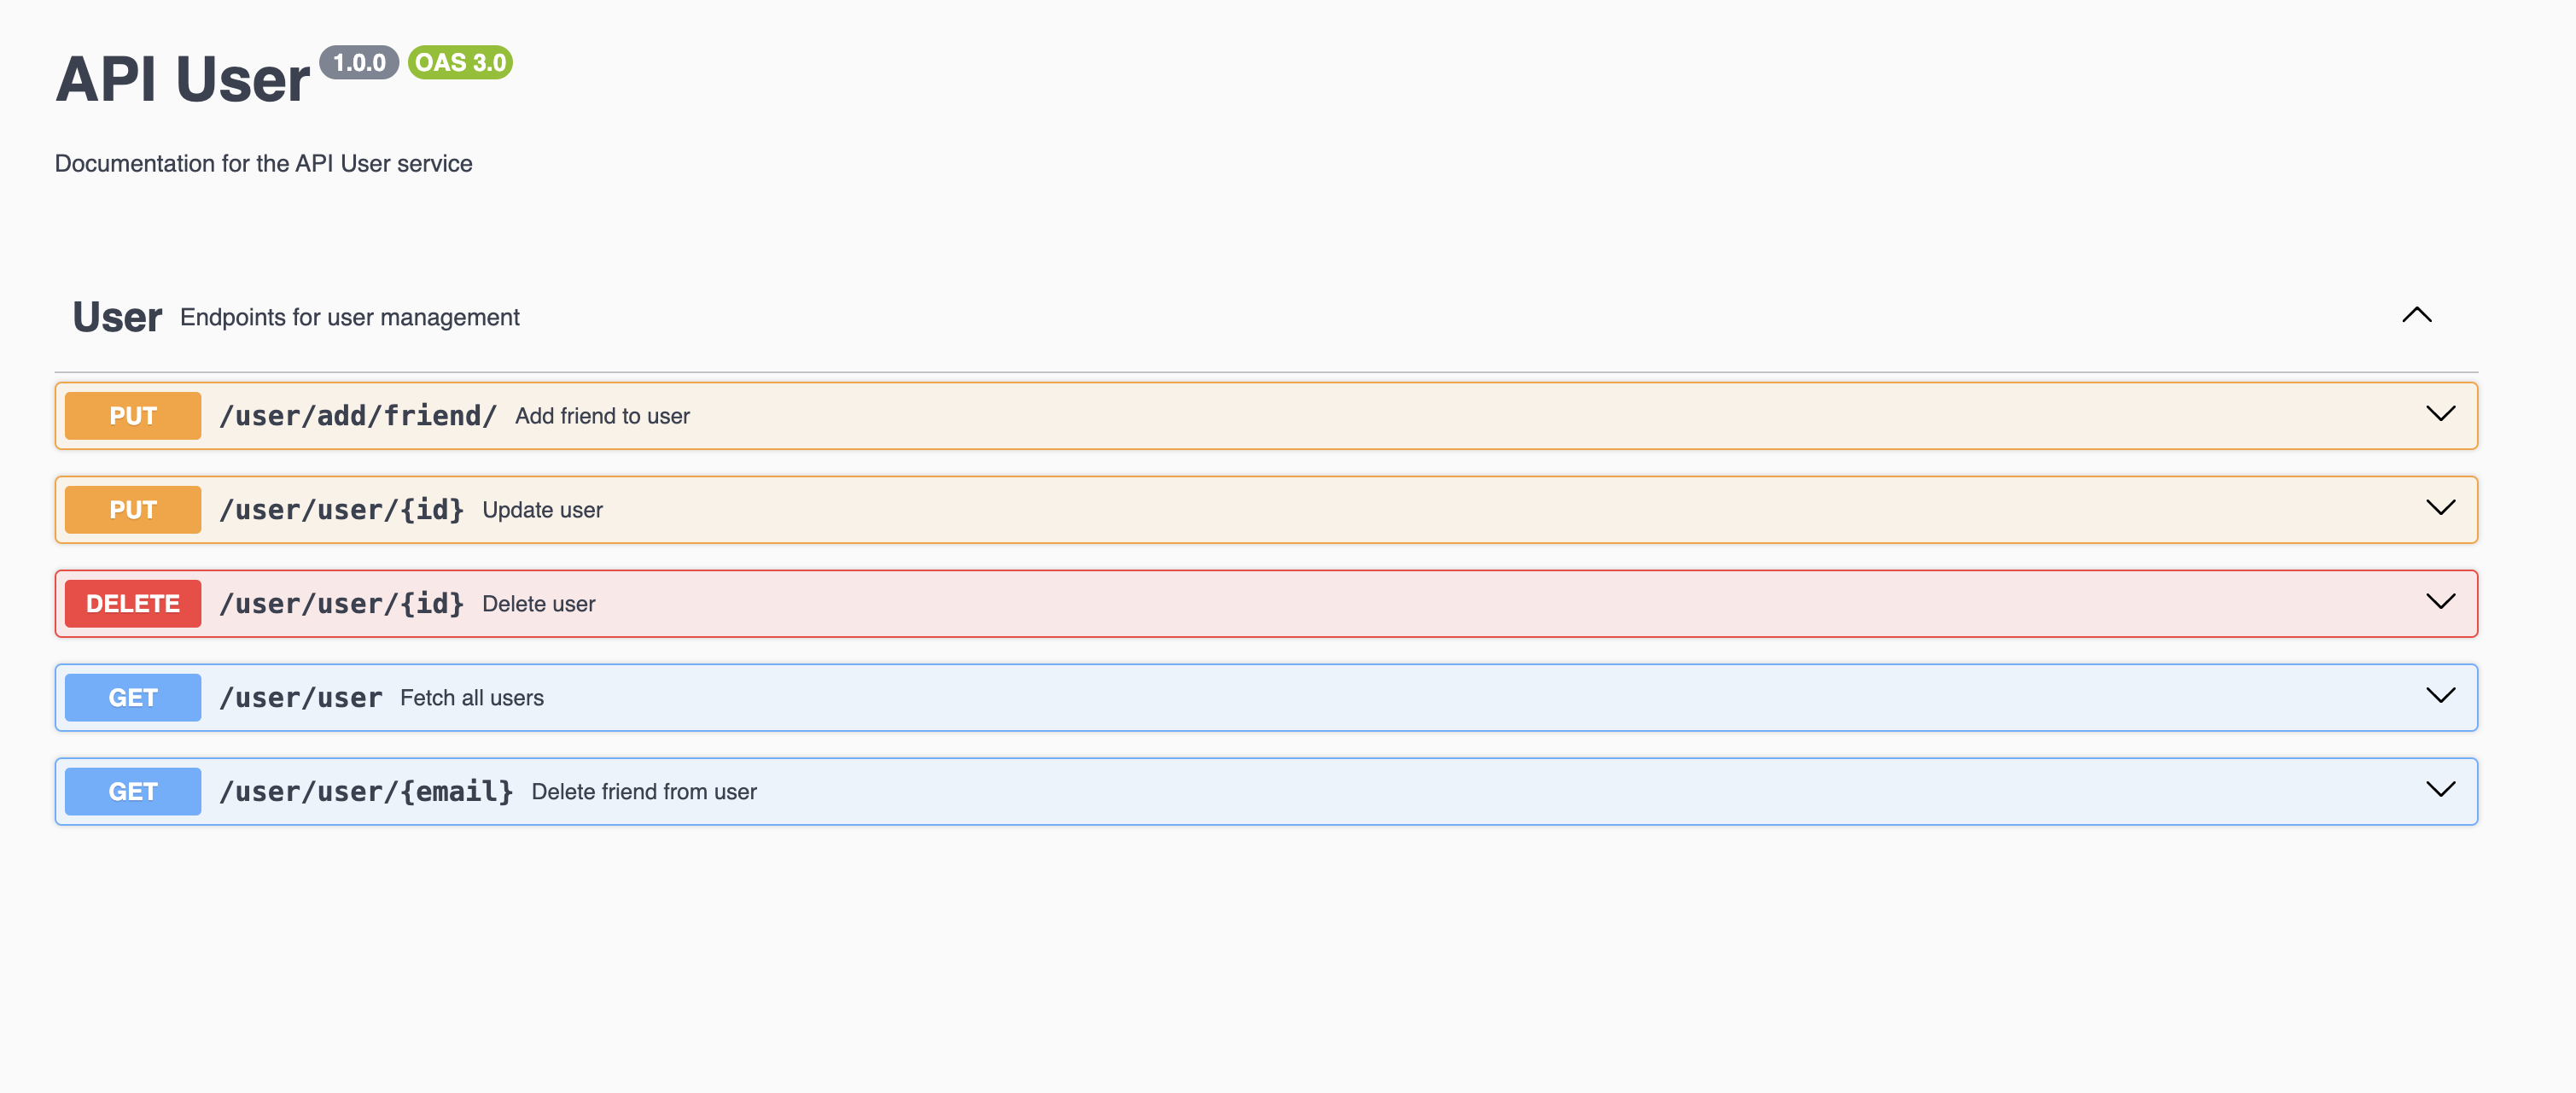 API User 1.0.0 OAS 3.0
Documentation for the API User service
User Endpoints for user management
PUT /user/add/friend/ Add friend to user
PUT /user/user/{id} Update user
DELETE /user/user/{id} Delete user
GET /user/user Fetch all users
GET /user/user/{email} Delete friend from user